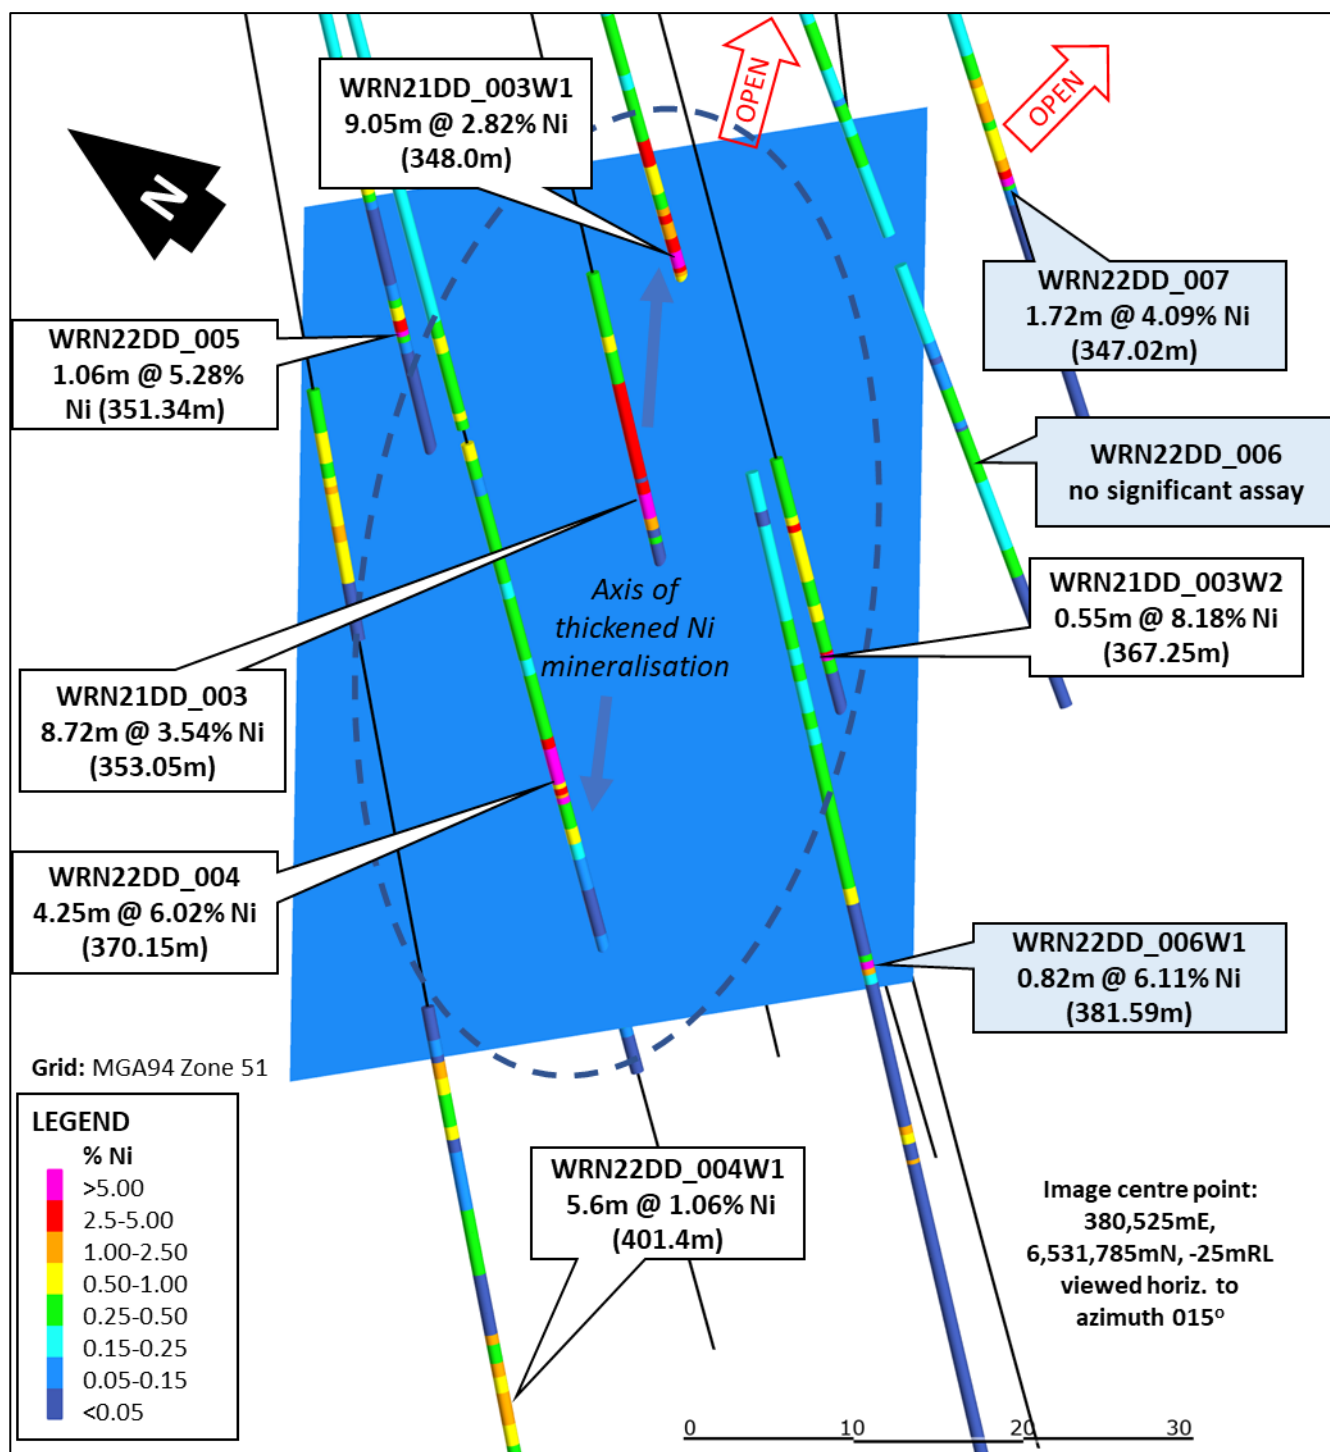 WRN21DD_003W1
9.05m @ 2.82% Ni
(348.0m)
OPEN
OPEN
N
WRN22DD_007
1.72m @ 4.09% Ni
(347.02m)
WRN22DD_005
1.06m @ 5.28%
Ni (351.34m)
WRN22DD_006
no significant assay
WRN21DD_003W2
0.55m @ 8.18% Ni
(367.25m)
Axis of
thickened Ni
mineralisation
WRN21DD_003
8.72m @ 3.54% Ni
(353.05m)
WRN22DD_004
4.25m @ 6.02% Ni
(370.15m)
WRN22DD_006W1
0.82m @ 6.11% Ni
(381.59m)
Grid: MGA94 Zone 51
LEGEND
% Ni
>5.00
2.5-5.00
1.00-2.50
0.50-1.00
0.25-0.50
0.15-0.25
0.05-0.15
<0.05
WRN22DD_004W1
5.6m @ 1.06% Ni
(401.4m)
Image centre point:
380,525mE,
6,531,785mN, -25mRL
viewed horiz. to
azimuth 015º
0 10 20 30